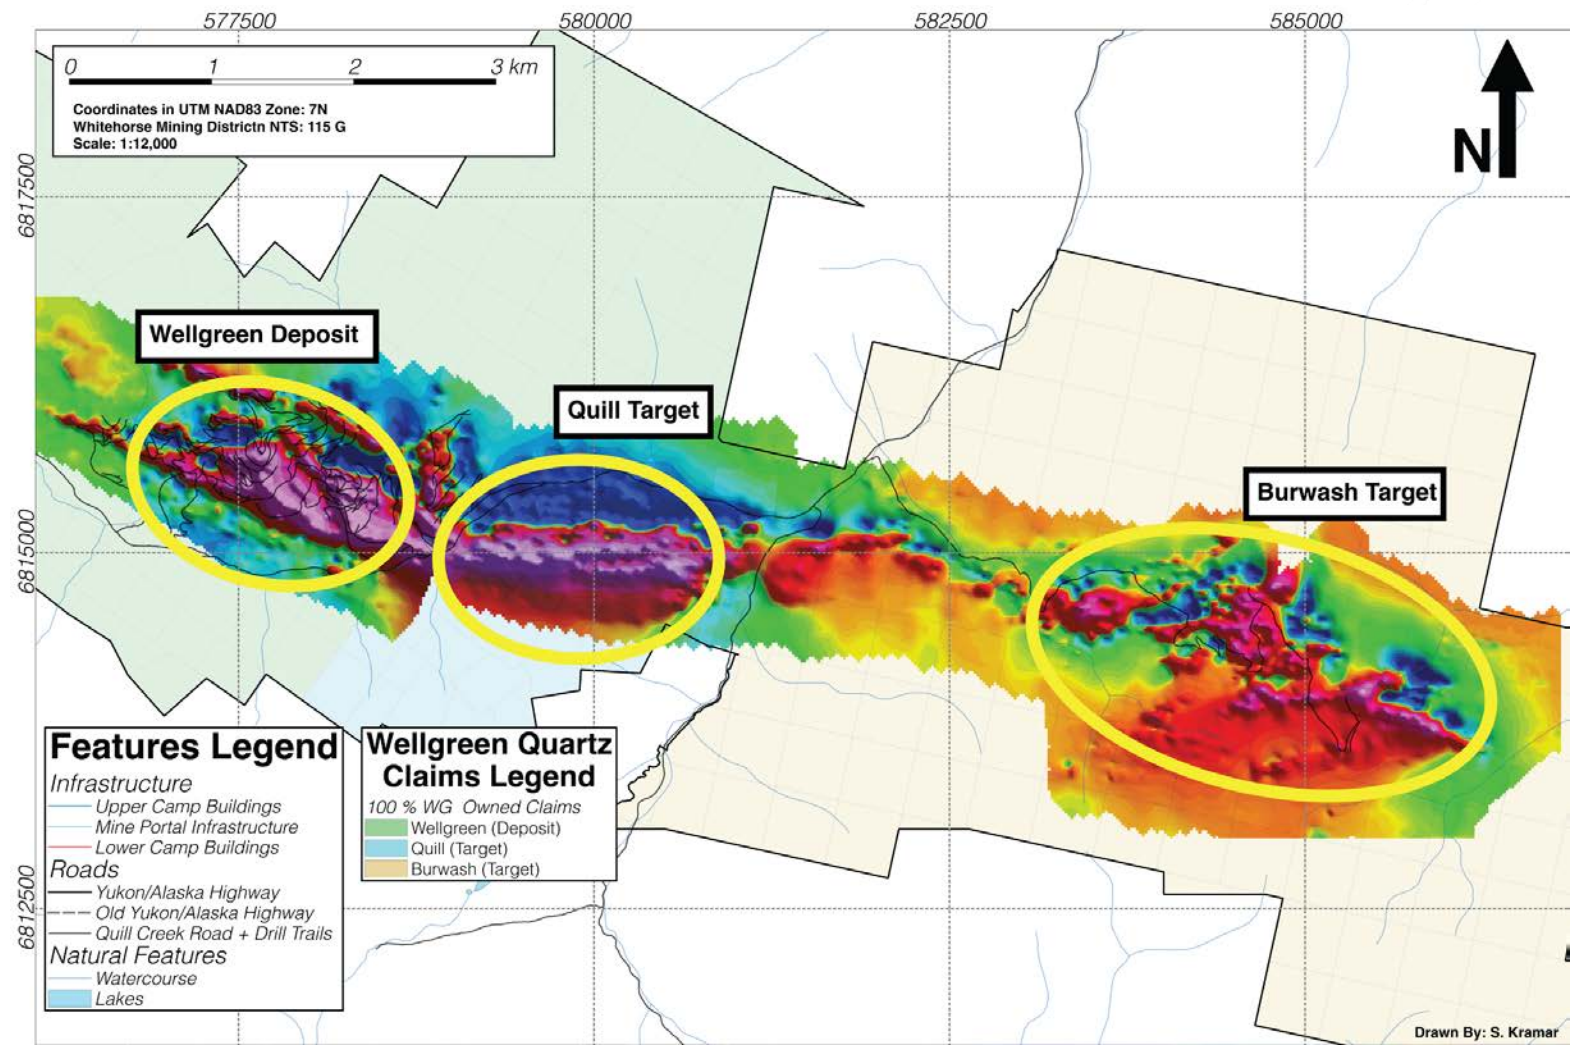 577500 580000 582500 585000
0 1 2 3 km
Coordinates in UTM NAD83 Zone: 7N
Whitehorse Mining Districtn NTS: 115 G
Scale: 1:12,000
N
6817500
6815000
6812500
Wellgreen Deposit
Quill Target
Burwash Target
Features Legend
Infrastructure
Upper Camp Buildings
Mine Portal Infrastructure
Lower Camp Buildings
Roads
Yukon/Alaska Highway
Old Yukon/Alaska Highway
Quill Creek Road + Drill Trails
Natural Features
Watercourse
Lakes
Wellgreen Quartz
Claims Legend
100 % WG Owned Claims
Wellgreen (Deposit)
Quill (Target)
Burwash (Target)
Drawn By: S. Kramar